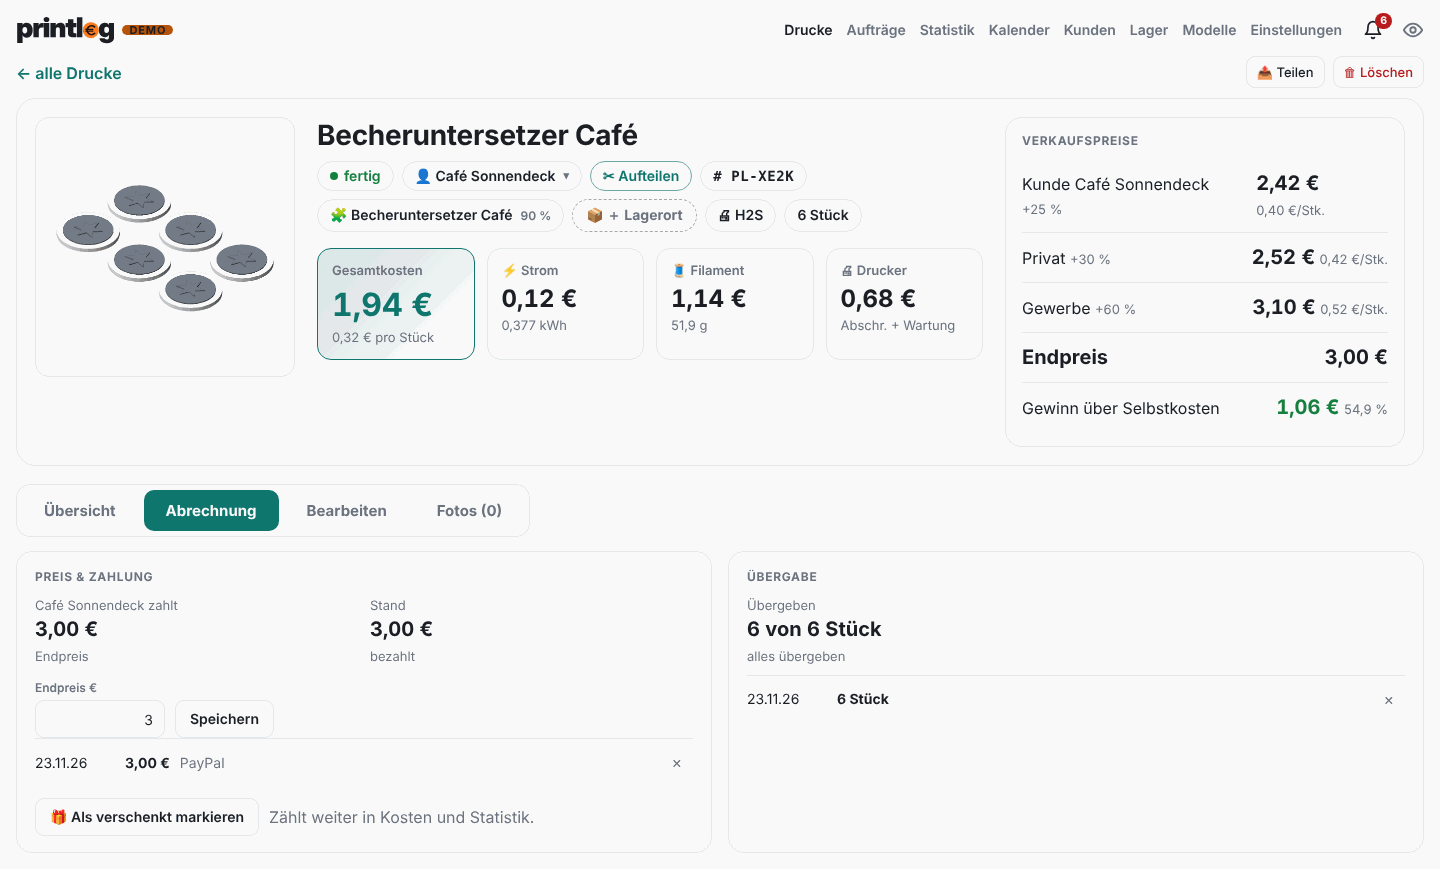 printl€g DEMO
Drucke Aufträge Statistik Kalender Kunden Lager Modelle Einstellungen 6
← alle Drucke
Teilen Löschen
Becheruntersetzer Café
fertig Café Sonnendeck ▾ ✂ Aufteilen # PL-XE2K
Becheruntersetzer Café 90 % + Lagerort H2S 6 Stück
Gesamtkosten
1,94 €
0,32 € pro Stück
⚡ Strom
0,12 €
0,377 kWh
Filament
1,14 €
51,9 g
Drucker
0,68 €
Abschr. + Wartung
VERKAUFSPREISE
Kunde Café Sonnendeck 2,42 €
+25 % 0,40 €/Stk.
Privat +30 % 2,52 € 0,42 €/Stk.
Gewerbe +60 % 3,10 € 0,52 €/Stk.
Endpreis 3,00 €
Gewinn über Selbstkosten 1,06 € 54,9 %
Übersicht Abrechnung Bearbeiten Fotos (0)
PREIS & ZAHLUNG
Café Sonnendeck zahlt Stand
3,00 € 3,00 €
Endpreis bezahlt
Endpreis €
3 Speichern
23.11.26 3,00 € PayPal ×
Als verschenkt markieren Zählt weiter in Kosten und Statistik.
ÜBERGABE
Übergeben
6 von 6 Stück
alles übergeben
23.11.26 6 Stück ×